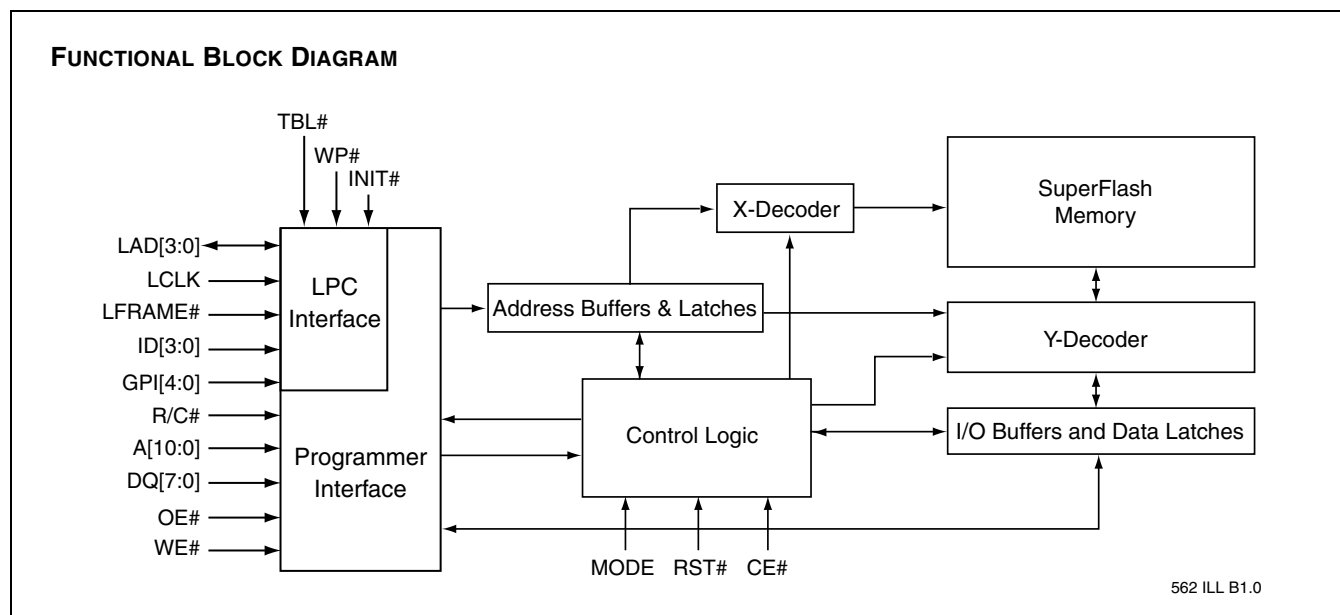 FUNCTIONAL BLOCK DIAGRAM
TBL#
WP#
INIT#
LAD[3:0]
LCLK
LFRAME#
ID[3:0]
GPI[4:0]
R/C#
A[10:0]
DQ[7:0]
OE#
WE#
LPC
Interface
Programmer
Interface
X-Decoder
SuperFlash
Memory
Address Buffers & Latches
Y-Decoder
Control Logic
I/O Buffers and Data Latches
MODE
RST#
CE#
562 ILL B1.0